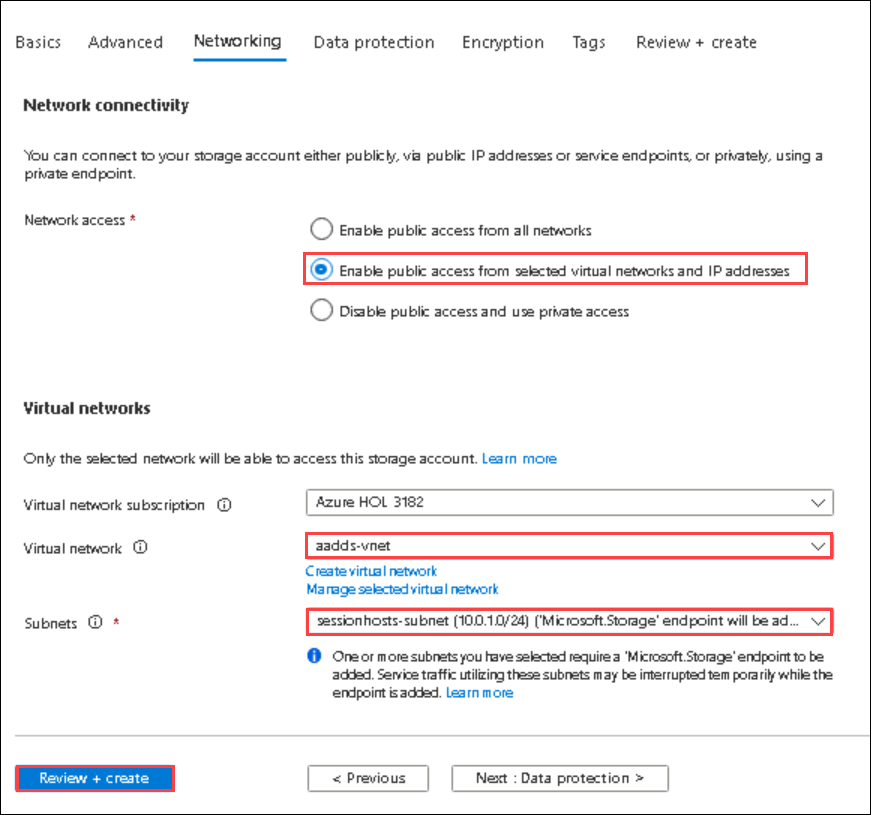 Basics Advanced Networking Data protection Encryption Tags Review + create
Network connectivity
You can connect to your storage account either publicly, via public IP addresses or service endpoints, or privately, using a
private endpoint.
Network access *
Enable public access from all networks
Enable public access from selected virtual networks and IP addresses
Disable public access and use private access
Virtual networks
Only the selected network will be able to access this storage account. Learn more
Virtual network subscription
Azure HOL 3182
Virtual network
aadds-vnet
Create virtual network
Manage selected virtual network
Subnets *
sessionhosts-subnet (10.0.1.0/24) ('Microsoft.Storage' endpoint will be ad...
One or more subnets you have selected require a 'Microsoft.Storage' endpoint to be
added. Service traffic utilizing these subnets may be interrupted temporarily while the
endpoint is added. Learn more
Review + create < Previous Next : Data protection >